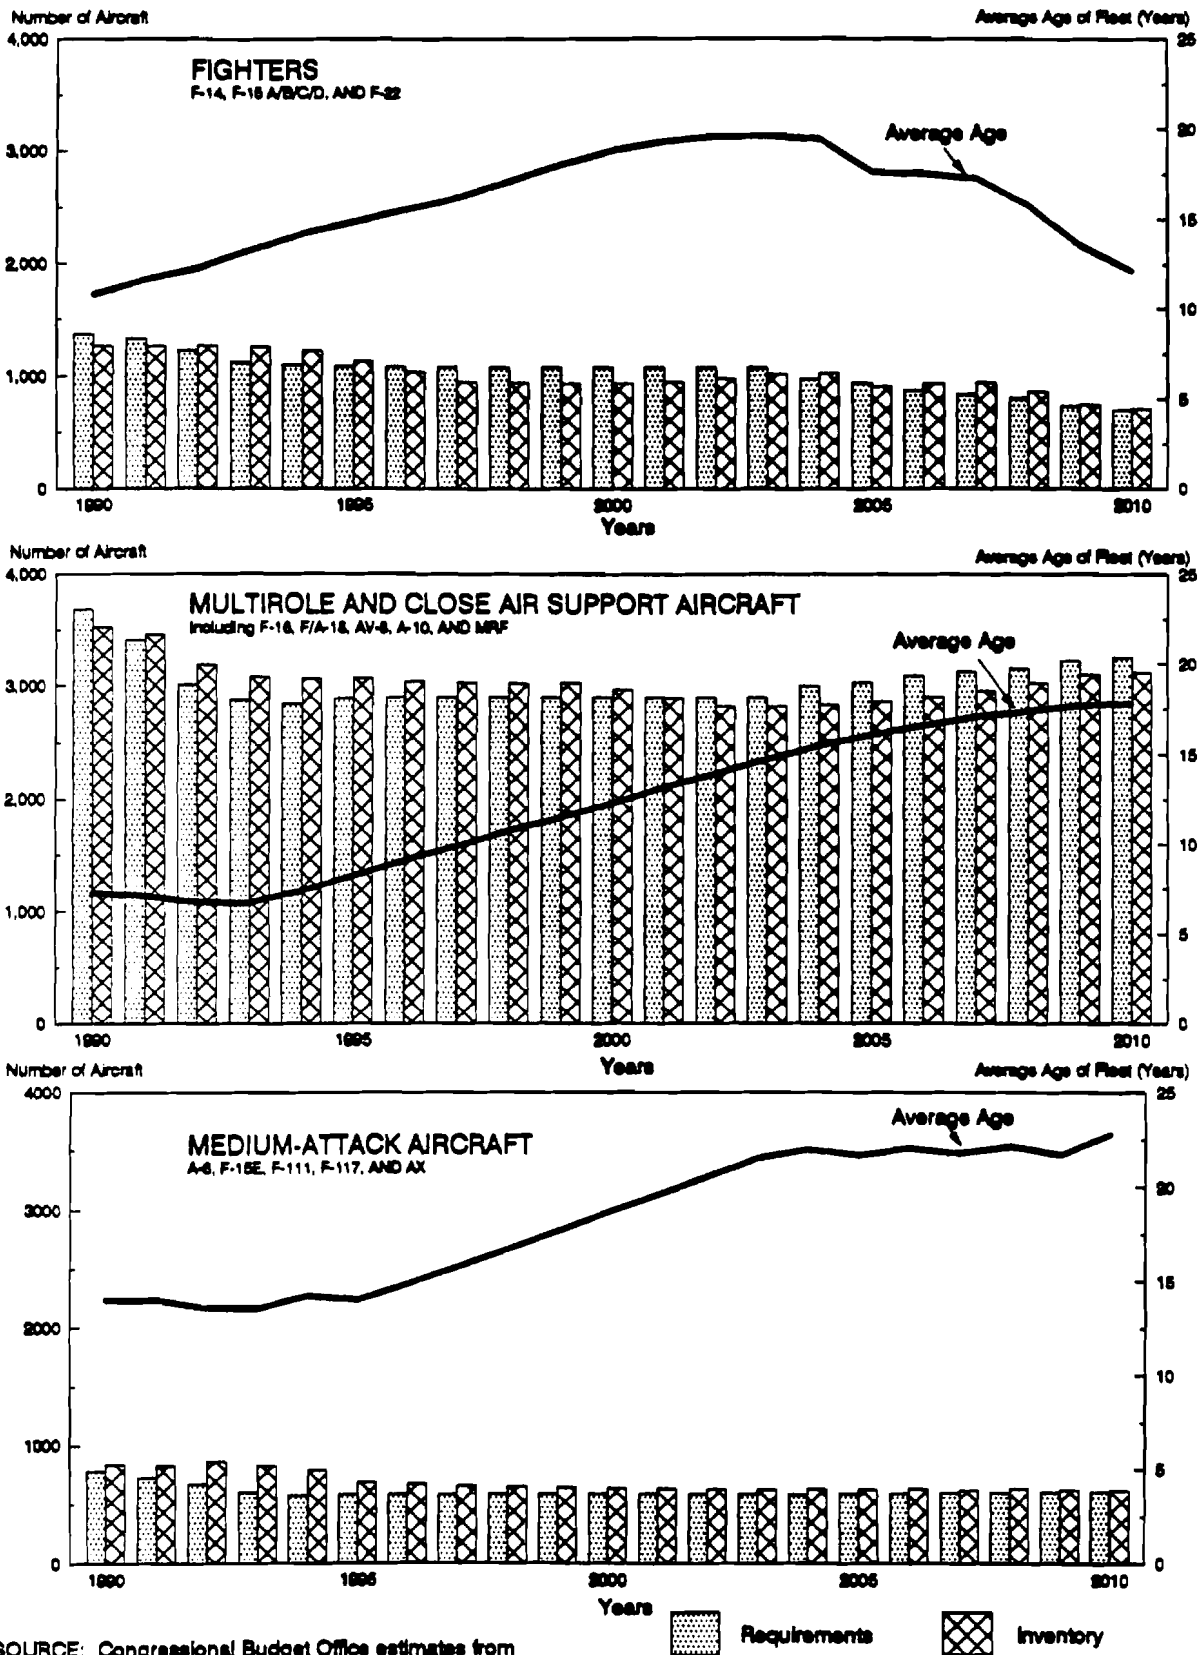 Number of Aircraft
Average Age of Fleet (Years)
4,000
25
FIGHTERS
F-14, F-15 A/B/C/D, AND F-22
20
Average Age
3,000
15
2,000
10
1,000
5
0
0
1990
1995
2000
2005
2010
Years
Number of Aircraft
Average Age of Fleet (Years)
4,000
25
MULTIROLE AND CLOSE AIR SUPPORT AIRCRAFT
Including F-16, F/A-18, AV-8, A-10, AND MRF
Average Age
20
3,000
15
2,000
10
1,000
5
0
0
1990
1995
2000
2005
2010
Years
Number of Aircraft
Average Age of Fleet (Years)
4000
25
Average Age
MEDIUM-ATTACK AIRCRAFT
A-6, F-15E, F-111, F-117, AND AX
20
3000
15
2000
10
1000
5
0
0
1990
1995
2000
2005
2010
Years
Requirements
Inventory
SOURCE: Congressional Budget Office estimates from